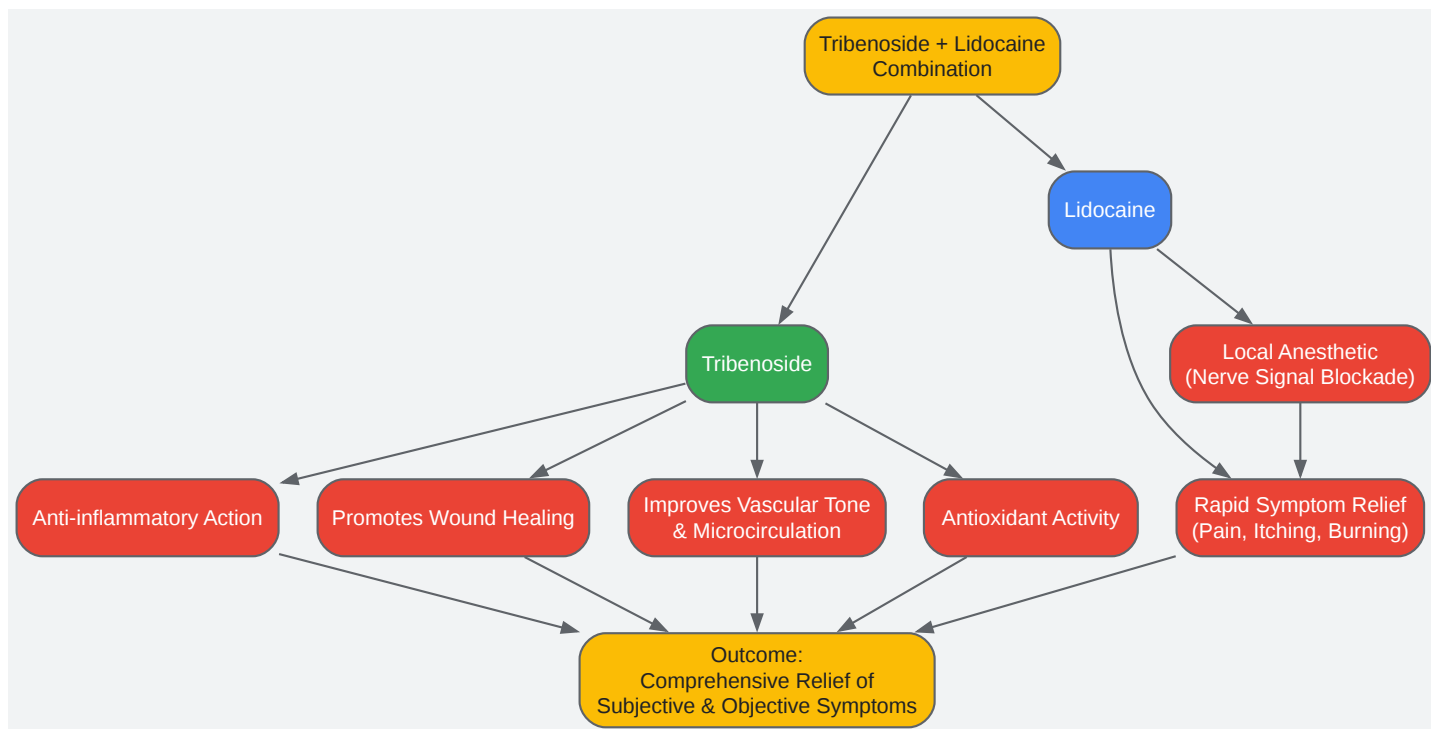 Tribenoside + Lidocaine
Combination
Lidocaine
Tribenoside
Local Anesthetic
(Nerve Signal Blockade)
Anti-inflammatory Action
Promotes Wound Healing
Improves Vascular Tone
& Microcirculation
Antioxidant Activity
Rapid Symptom Relief
(Pain, Itching, Burning)
Outcome:
Comprehensive Relief of
Subjective & Objective Symptoms